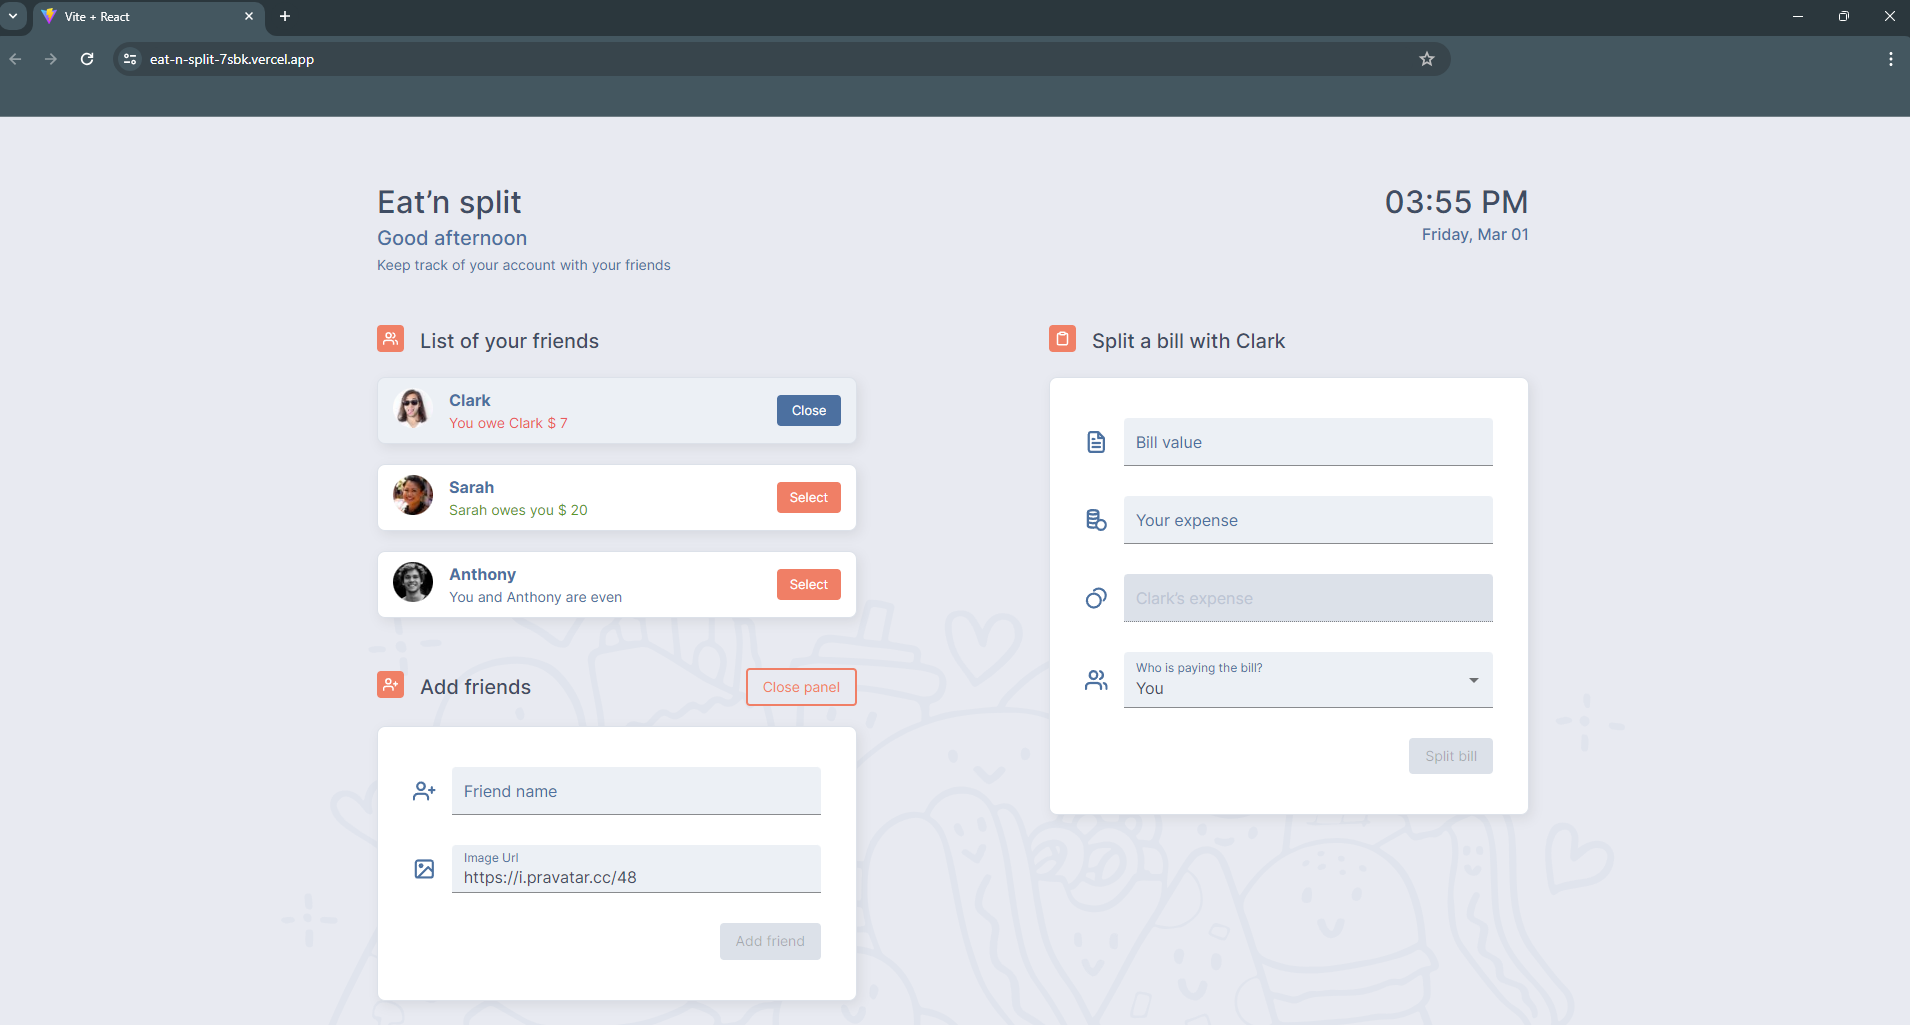 Vite + React
eat-n-split-7sbk.vercel.app
Eat’n split
Good afternoon
Keep track of your account with your friends
03:55 PM
Friday, Mar 01
List of your friends
Clark
You owe Clark $ 7
Close
Sarah
Sarah owes you $ 20
Select
Anthony
You and Anthony are even
Select
Add friends
Close panel
Friend name
Image Url
https://i.pravatar.cc/48
Add friend
Split a bill with Clark
Bill value
Your expense
Clark's expense
Who is paying the bill?
You
Split bill